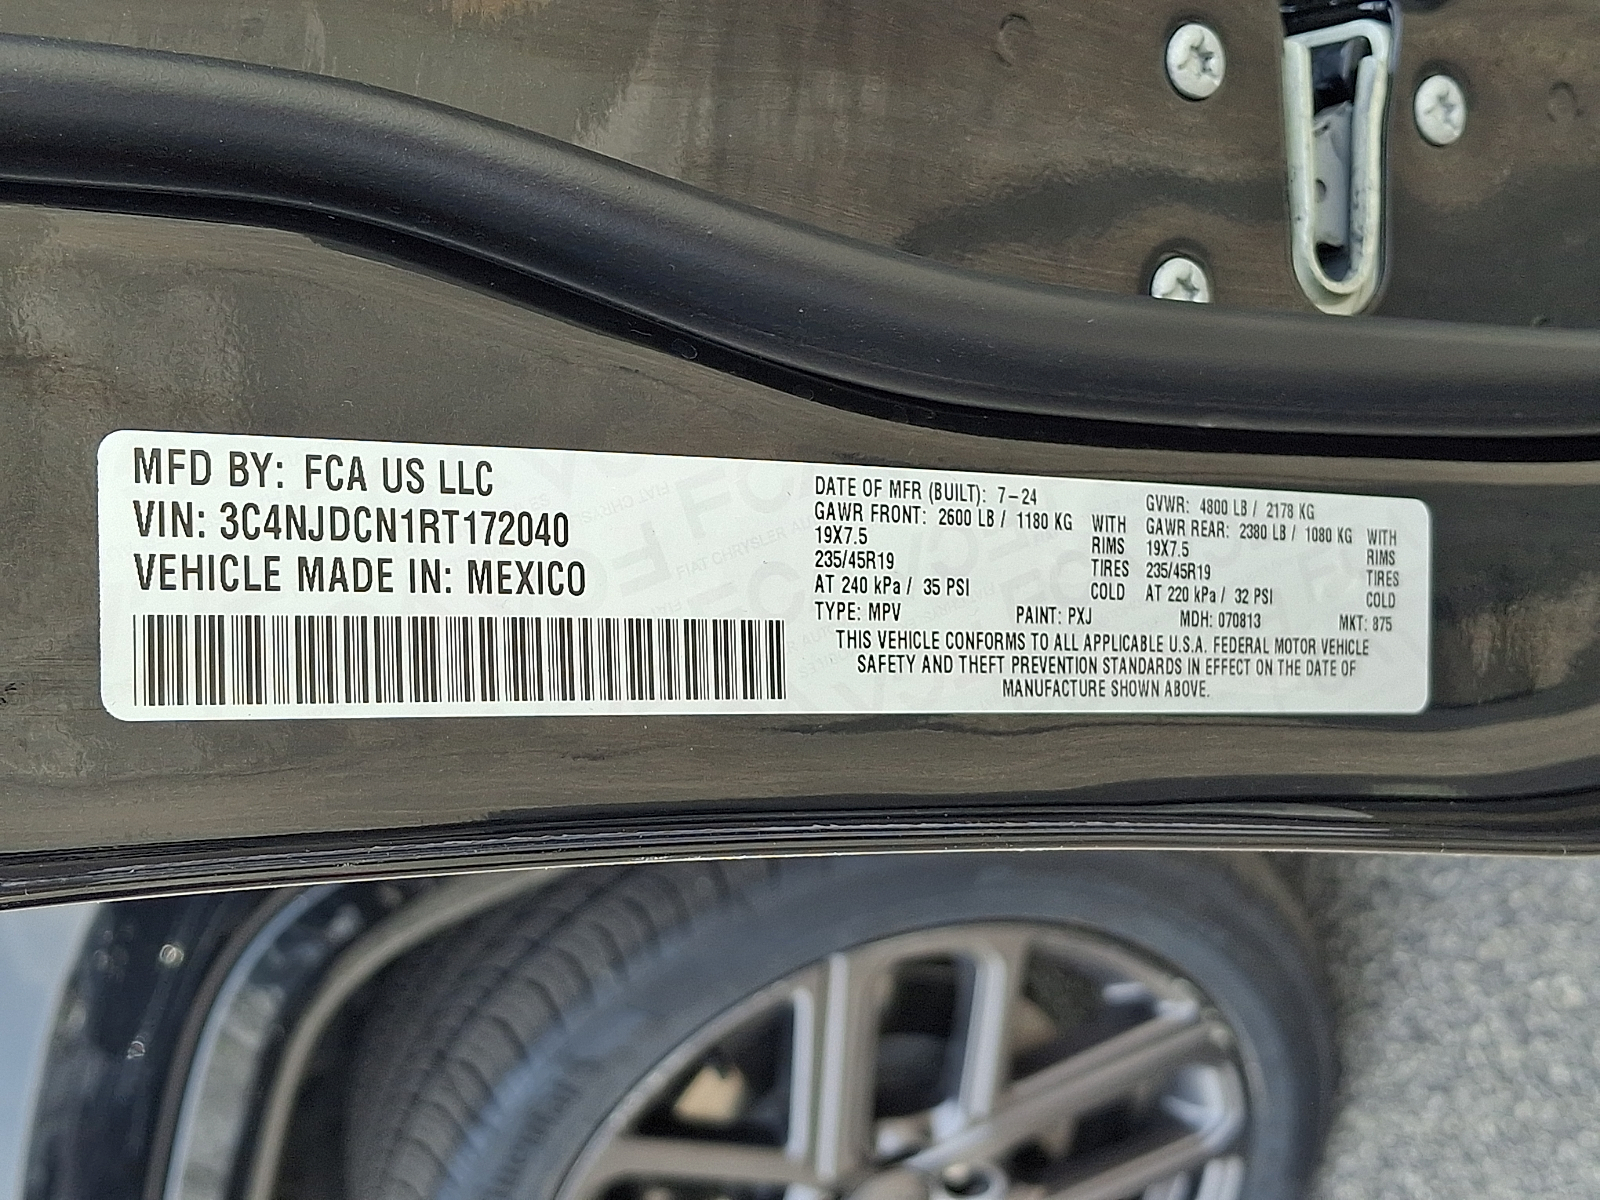 MFD BY: FCA US LLC
VIN: 3C4NJDCN1RT172040
VEHICLE MADE IN: MEXICO
DATE OF MFR (BUILT): 7-24
GAWR FRONT: 2600 LB / 1180 KG WITH
19X7.5 RIMS
235/45R19 TIRES
AT 240 kPa / 35 PSI COLD
GVWR: 4800 LB / 2178 KG
GAWR REAR: 2380 LB / 1080 KG WITH
19X7.5 RIMS
235/45R19 TIRES
AT 220 kPa / 32 PSI COLD
TYPE: MPV PAINT: PXJ MDH: 070813 MKT: 875
THIS VEHICLE CONFORMS TO ALL APPLICABLE U.S.A. FEDERAL MOTOR VEHICLE
SAFETY AND THEFT PREVENTION STANDARDS IN EFFECT ON THE DATE OF
MANUFACTURE SHOWN ABOVE.